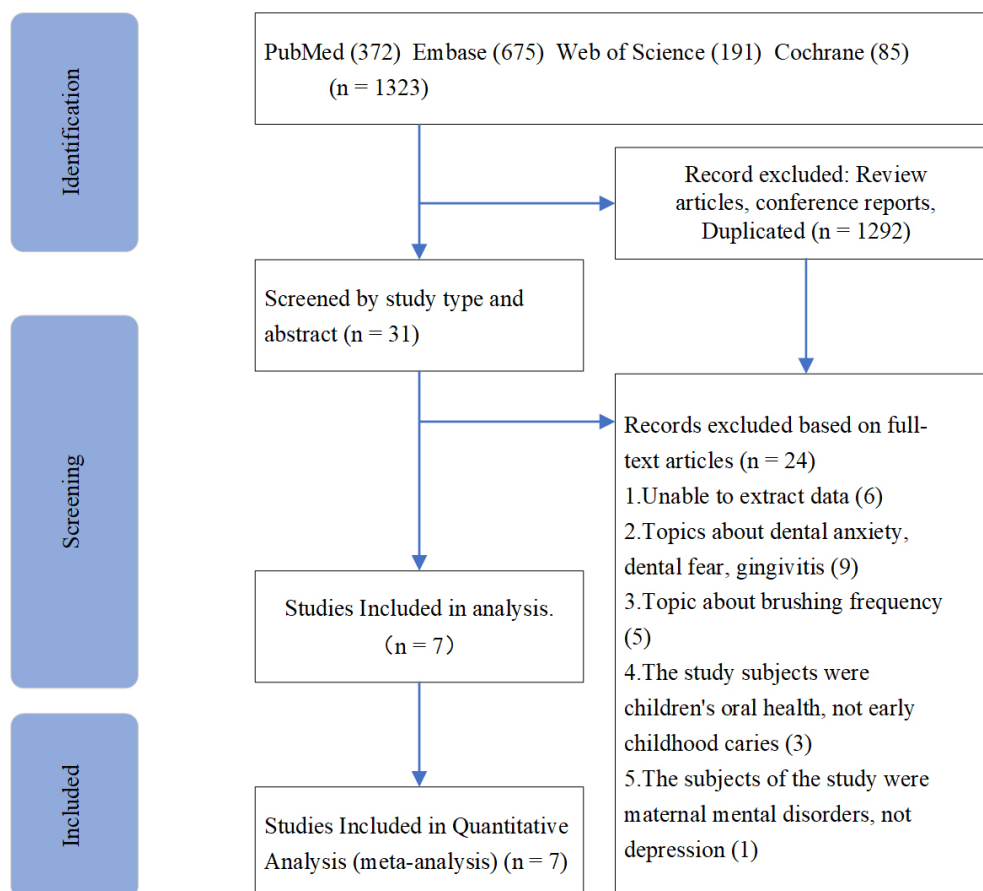 Identification
PubMed (372) Embase (675) Web of Science (191) Cochrane (85)
(n = 1323)
Record excluded: Review
articles, conference reports,
Duplicated (n = 1292)
Screening
Screened by study type and
abstract (n = 31)
Records excluded based on full-
text articles (n = 24)
1.Unable to extract data (6)
2.Topics about dental anxiety,
dental fear, gingivitis (9)
3.Topic about brushing frequency
(5)
4.The study subjects were
children's oral health, not early
childhood caries (3)
5.The subjects of the study were
maternal mental disorders, not
depression (1)
Studies Included in analysis.
（n = 7）
Included
Studies Included in Quantitative
Analysis (meta-analysis) (n = 7)